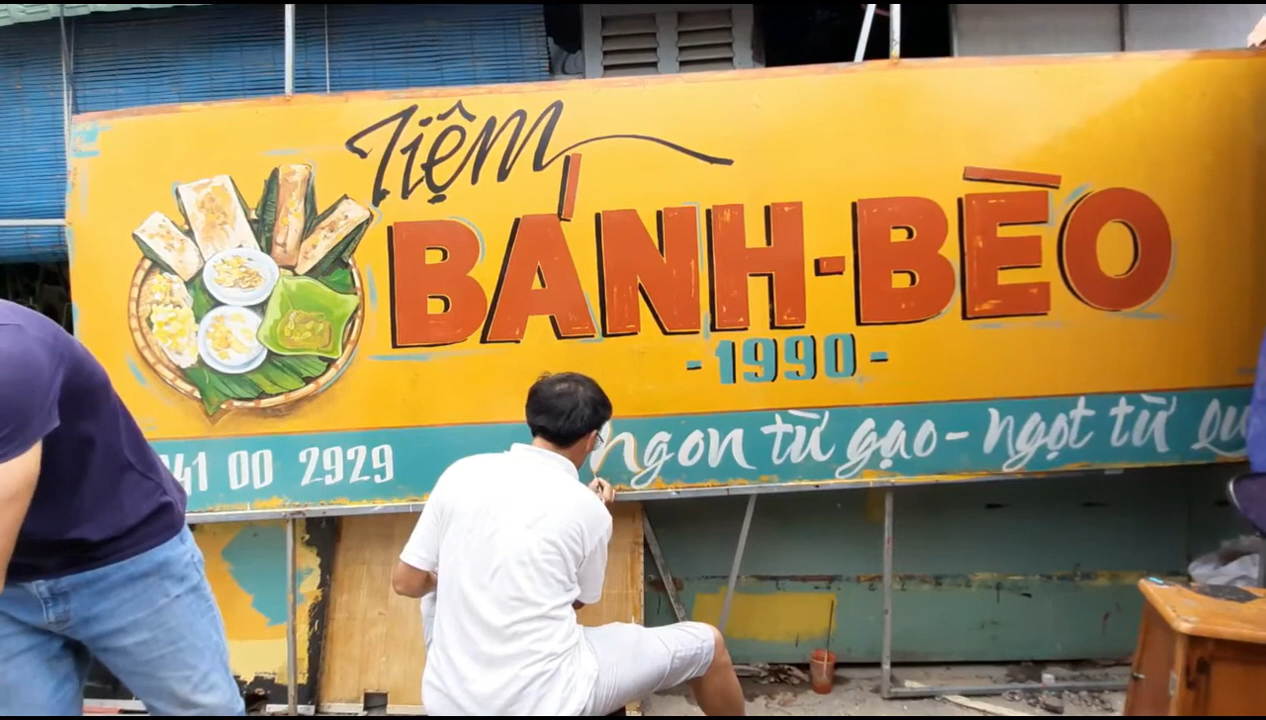 Tiệm
BÁNH-BÈO
-1990-
41 00 2929
ngon từ gạo - ngọt từ